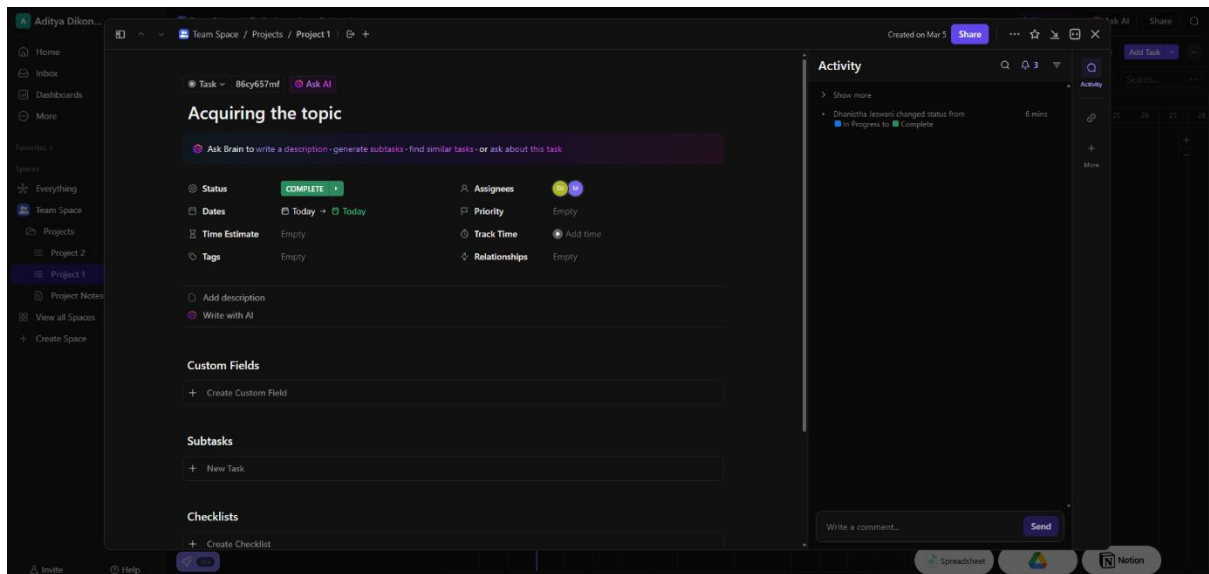 Aditya Dikon...
Home
Inbox
Dashboards
More
Favorites
Spaces
Everything
Team Space
Projects
Project 2
Project 1
Project Notes
View all Spaces
Create Space
Invite
Help
Team Space / Projects / Project 1
Created on Mar 5
Share
Task
86cy657mf
Ask AI
Acquiring the topic
Ask Brain to write a description · generate subtasks · find similar tasks · or ask about this task
Status COMPLETE
Assignees
Dates Today → Today
Priority Empty
Time Estimate Empty
Track Time Add time
Tags Empty
Relationships Empty
Add description
Write with AI
Custom Fields
+ Create Custom Field
Subtasks
+ New Task
Checklists
+ Create Checklist
Activity
3
Show more
Dhanistha Jeswani changed status from 6 mins
In Progress to Complete
Write a comment...
Send
Activity
More
Ask AI
Share
Add Task
Search...
25 26 27 28
Spreadsheet
Notion